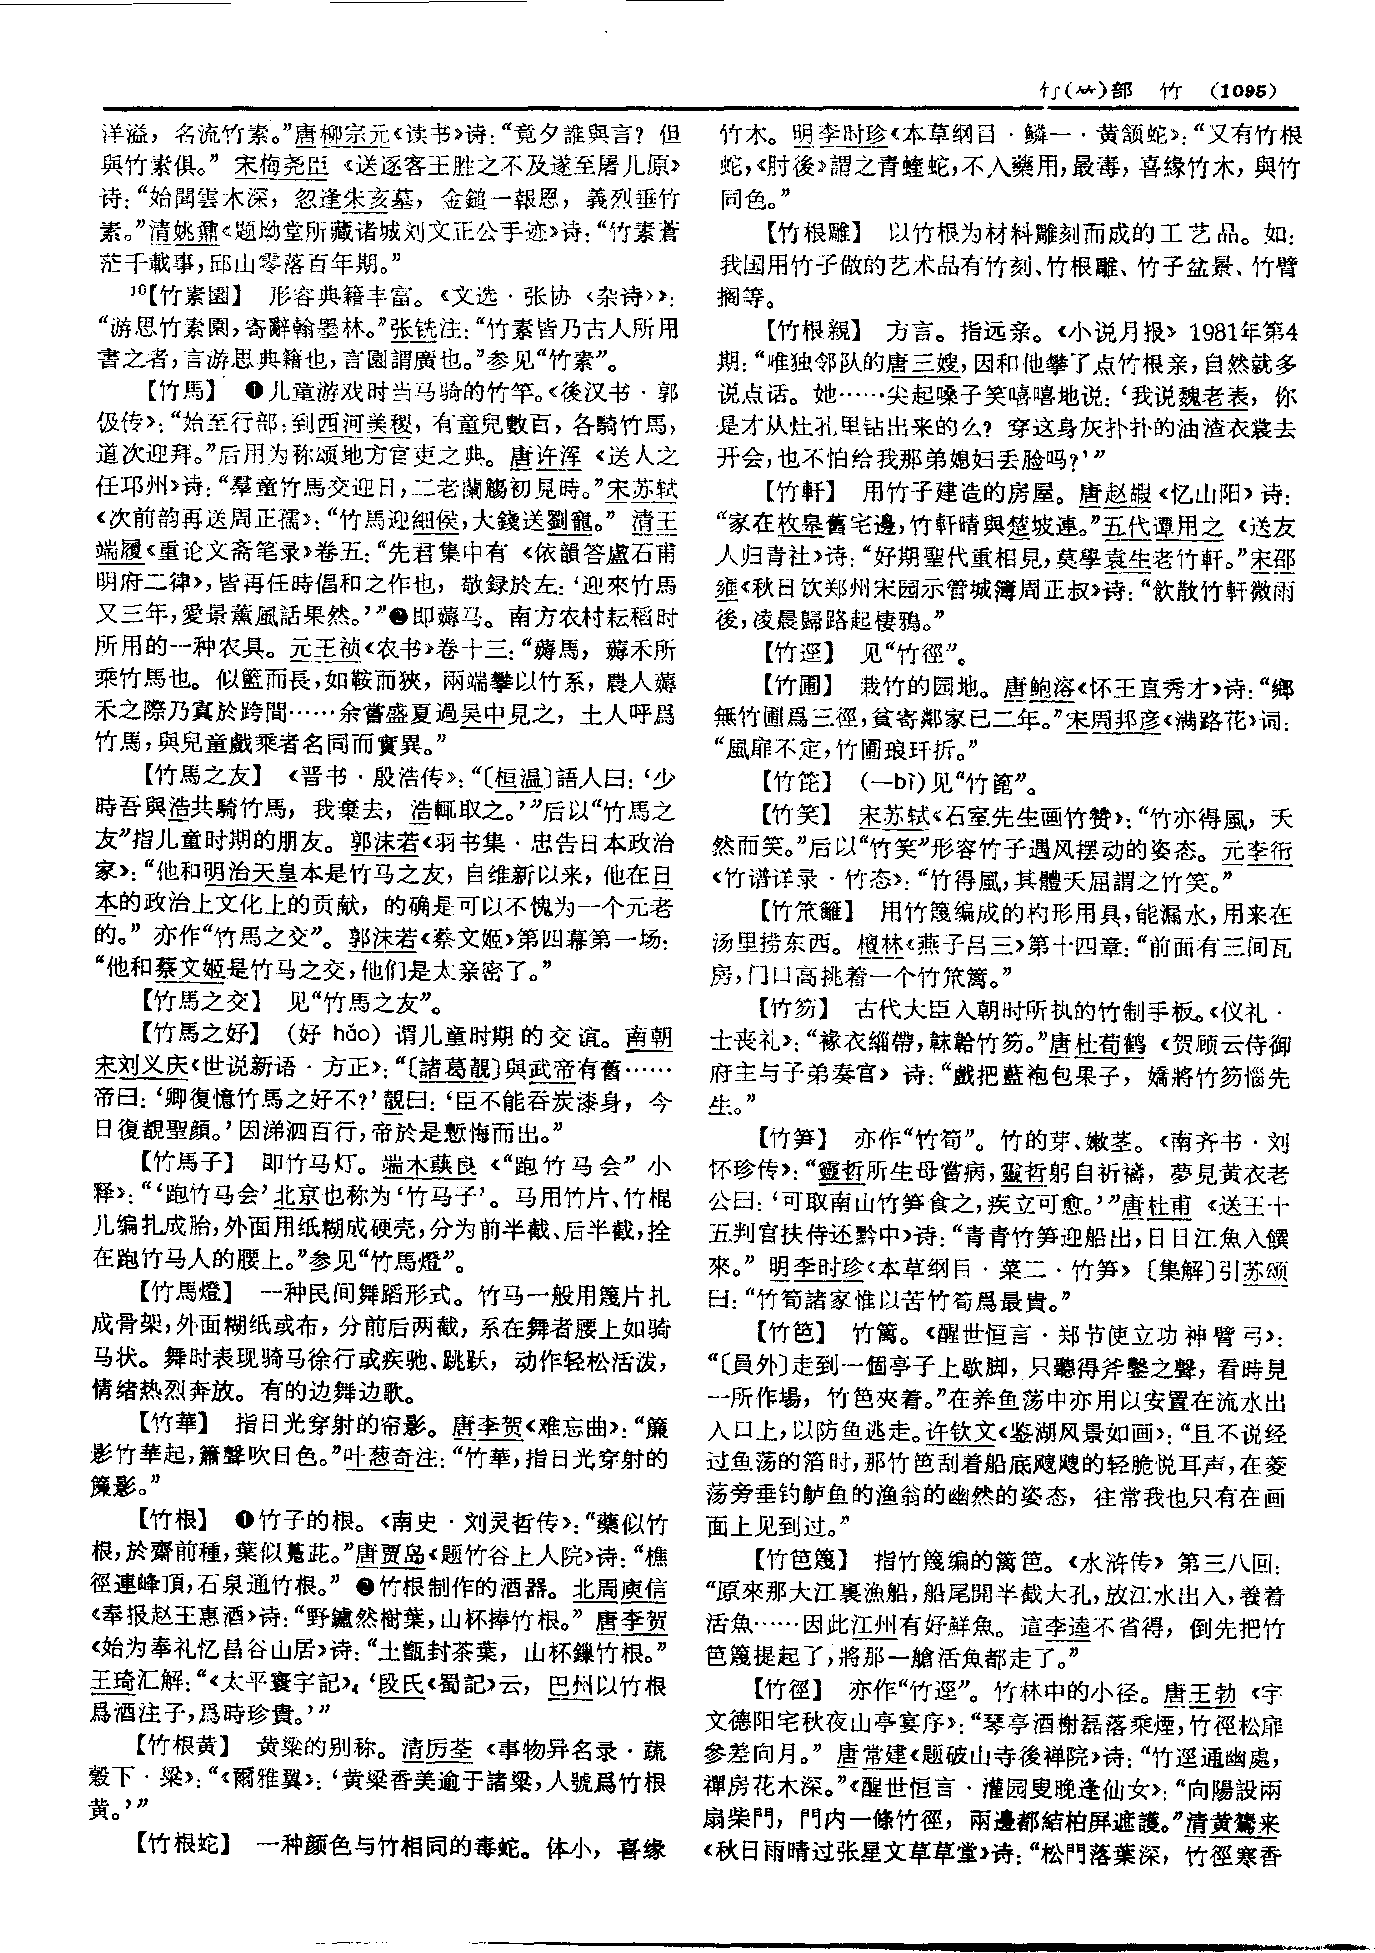 竹(⺮)部　竹　(1095)
洋溢，名流竹素。”唐柳宗元《读书》诗：“竟夕誰與言？但
與竹素俱。”宋梅尧臣《送逐客王胜之不及遂至屠儿原》
诗：“始聞雲木深，忽逢朱亥墓，金鎚一報恩，義烈垂竹
素。”清姚鼐《题坳堂所藏诸城刘文正公手迹》诗：“竹素蒼
茫千載事，邱山零落百年期。”
¹⁰【竹素園】　形容典籍丰富。《文选·张协〈杂诗〉》：
“游思竹素園，寄辭翰墨林。”张铣注：“竹素皆乃古人所用
書之者，言游思典籍也，言園謂廣也。”参见“竹素”。
【竹馬】　❶儿童游戏时当马骑的竹竿。《後汉书·郭
伋传》：“始至行部，到西河美稷，有童兒數百，各騎竹馬，
道次迎拜。”后用为称颂地方官吏之典。唐许浑《送人之
任邛州》诗：“羣童竹馬交迎日，二老蘭觴初見時。”宋苏轼
《次前韵再送周正孺》：“竹馬迎細侯，大錢送劉寵。”清王
端履《重论文斋笔录》卷五：“先君集中有《依韻答盧石甫
明府二律》，皆再任時倡和之作也，敬録於左：‘迎來竹馬
又三年，愛景薰風話果然。’”❷即薅马。南方农村耘稻时
所用的一种农具。元王祯《农书》卷十三：“薅馬，薅禾所
乘竹馬也。似籃而長，如鞍而狹，兩端攀以竹系，農人薅
禾之際乃寘於跨間……余嘗盛夏過吴中見之，土人呼爲
竹馬，與兒童戲乘者名同而實異。”
【竹馬之友】　《晋书·殷浩传》：“〔桓温〕語人曰：‘少
時吾與浩共騎竹馬，我棄去，浩輒取之。’”后以“竹馬之
友”指儿童时期的朋友。郭沫若《羽书集·忠告日本政治
家》：“他和明治天皇本是竹马之友，自维新以来，他在日
本的政治上文化上的贡献，的确是可以不愧为一个元老
的。”亦作“竹馬之交”。郭沫若《蔡文姬》第四幕第一场：
“他和蔡文姬是竹马之交，他们是太亲密了。”
【竹馬之交】　见“竹馬之友”。
【竹馬之好】　(好 hǎo)　谓儿童时期的交谊。南朝
宋刘义庆《世说新语·方正》：“〔諸葛靚〕與武帝有舊……
帝曰：‘卿復憶竹馬之好不？’靚曰：‘臣不能吞炭漆身，今
日復覩聖顔。’因涕泗百行，帝於是慙悔而出。”
【竹馬子】　即竹马灯。端木蕻良《“跑竹马会”小
释》：“‘跑竹马会’北京也称为‘竹马子’。马用竹片、竹棍
儿编扎成胎，外面用纸糊成硬壳，分为前半截、后半截，拴
在跑竹马人的腰上。”参见“竹馬燈”。
【竹馬燈】　一种民间舞蹈形式。竹马一般用篾片扎
成骨架，外面糊纸或布，分前后两截，系在舞者腰上如骑
马状。舞时表现骑马徐行或疾驰、跳跃，动作轻松活泼，
情绪热烈奔放。有的边舞边歌。
【竹華】　指日光穿射的帘影。唐李贺《难忘曲》：“簾
影竹華起，簫聲吹日色。”叶葱奇注：“竹華，指日光穿射的
簾影。”
【竹根】　❶竹子的根。《南史·刘灵哲传》：“藥似竹
根，於齋前種，葉似鳧茈。”唐贾岛《题竹谷上人院》诗：“樵
徑連峰頂，石泉通竹根。”❷竹根制作的酒器。北周庾信
《奉报赵王惠酒》诗：“野鑪然樹葉，山杯捧竹根。”唐李贺
《始为奉礼忆昌谷山居》诗：“土甑封茶葉，山杯鏁竹根。”
王琦汇解：“《太平寰宇記》：‘段氏《蜀記》云，巴州以竹根
爲酒注子，爲時珍貴。’”
【竹根黄】　黄粱的别称。清厉荃《事物异名录·蔬
穀下·粱》：“《爾雅翼》：‘黄粱香美逾于諸粱，人號爲竹根
黄。’”
【竹根蛇】　一种颜色与竹相同的毒蛇。体小，喜缘
竹木。明李时珍《本草纲目·鳞一·黄颔蛇》：“又有竹根
蛇，《肘後》謂之青蝰蛇，不入藥用，最毒，喜緣竹木，與竹
同色。”
【竹根雕】　以竹根为材料雕刻而成的工艺品。如：
我国用竹子做的艺术品有竹刻、竹根雕、竹子盆景、竹臂
搁等。
【竹根親】　方言。指远亲。《小说月报》1981年第4
期：“唯独邻队的唐三嫂，因和他攀了点竹根亲，自然就多
说点话。她……尖起嗓子笑嘻嘻地说：‘我说魏老表，你
是才从灶孔里钻出来的么？穿这身灰扑扑的油渣衣裳去
开会，也不怕给我那弟媳妇丢脸吗？’”
【竹軒】　用竹子建造的房屋。唐赵嘏《忆山阳》诗：
“家在枚皋舊宅邊，竹軒晴與楚坡連。”五代谭用之《送友
人归青社》诗：“好期聖代重相見，莫學袁生老竹軒。”宋邵
雍《秋日饮郑州宋园示管城簿周正叔》诗：“飲散竹軒微雨
後，凌晨歸路起棲鴉。”
【竹逕】　见“竹徑”。
【竹圃】　栽竹的园地。唐鲍溶《怀王直秀才》诗：“鄉
無竹圃爲三徑，貧寄鄰家已二年。”宋周邦彦《满路花》词：
“風扉不定，竹圃琅玕折。”
【竹箆】　(—bì)见“竹篦”。
【竹笑】　宋苏轼《石室先生画竹赞》：“竹亦得風，夭
然而笑。”后以“竹笑”形容竹子遇风摆动的姿态。元李衎
《竹谱详录·竹态》：“竹得風，其體夭屈謂之竹笑。”
【竹笊籬】　用竹篾编成的杓形用具，能漏水，用来在
汤里捞东西。檀林《燕子吕三》第十四章：“前面有三间瓦
房，门口高挑着一个竹笊篱。”
【竹笏】　古代大臣入朝时所执的竹制手板。《仪礼·
士丧礼》：“褖衣緇帶，韎韐竹笏。”唐杜荀鹤《贺顾云侍御
府主与子弟奏官》诗：“戲把藍袍包果子，嬌將竹笏惱先
生。”
【竹笋】　亦作“竹筍”。竹的芽、嫩茎。《南齐书·刘
怀珍传》：“靈哲所生母嘗病，靈哲躬自祈禱，夢見黄衣老
公曰：‘可取南山竹笋食之，疾立可愈。’”唐杜甫《送王十
五判官扶侍还黔中》诗：“青青竹笋迎船出，日日江魚入饌
來。”明李时珍《本草纲目·菜二·竹笋》〔集解〕引苏颂
曰：“竹筍諸家惟以苦竹筍爲最貴。”
【竹笆】　竹篱。《醒世恒言·郑节使立功神臂弓》：
“〔員外〕走到一個亭子上歇脚，只聽得斧鑿之聲，看時見
一所作場，竹笆夾着。”在养鱼荡中亦用以安置在流水出
入口上，以防鱼逃走。许钦文《鉴湖风景如画》：“且不说经
过鱼荡的箔时，那竹笆刮着船底飕飕的轻脆悦耳声，在菱
荡旁垂钓鲈鱼的渔翁的幽然的姿态，往常我也只有在画
面上见到过。”
【竹笆篾】　指竹篾编的篱笆。《水浒传》第三八回：
“原來那大江裏漁船，船尾開半截大孔，放江水出入，養着
活魚……因此江州有好鮮魚。這李逵不省得，倒先把竹
笆篾提起了，將那一艙活魚都走了。”
【竹徑】　亦作“竹逕”。竹林中的小径。唐王勃《宇
文德阳宅秋夜山亭宴序》：“琴亭酒榭磊落乘煙，竹徑松扉
參差向月。”唐常建《题破山寺後禅院》诗：“竹逕通幽處，
禪房花木深。”《醒世恒言·灌园叟晚逢仙女》：“向陽設兩
扇柴門，門内一條竹徑，兩邊都結柏屏遮護。”清黄鷟来
《秋日雨晴过张星文草草堂》诗：“松門落葉深，竹徑寒香